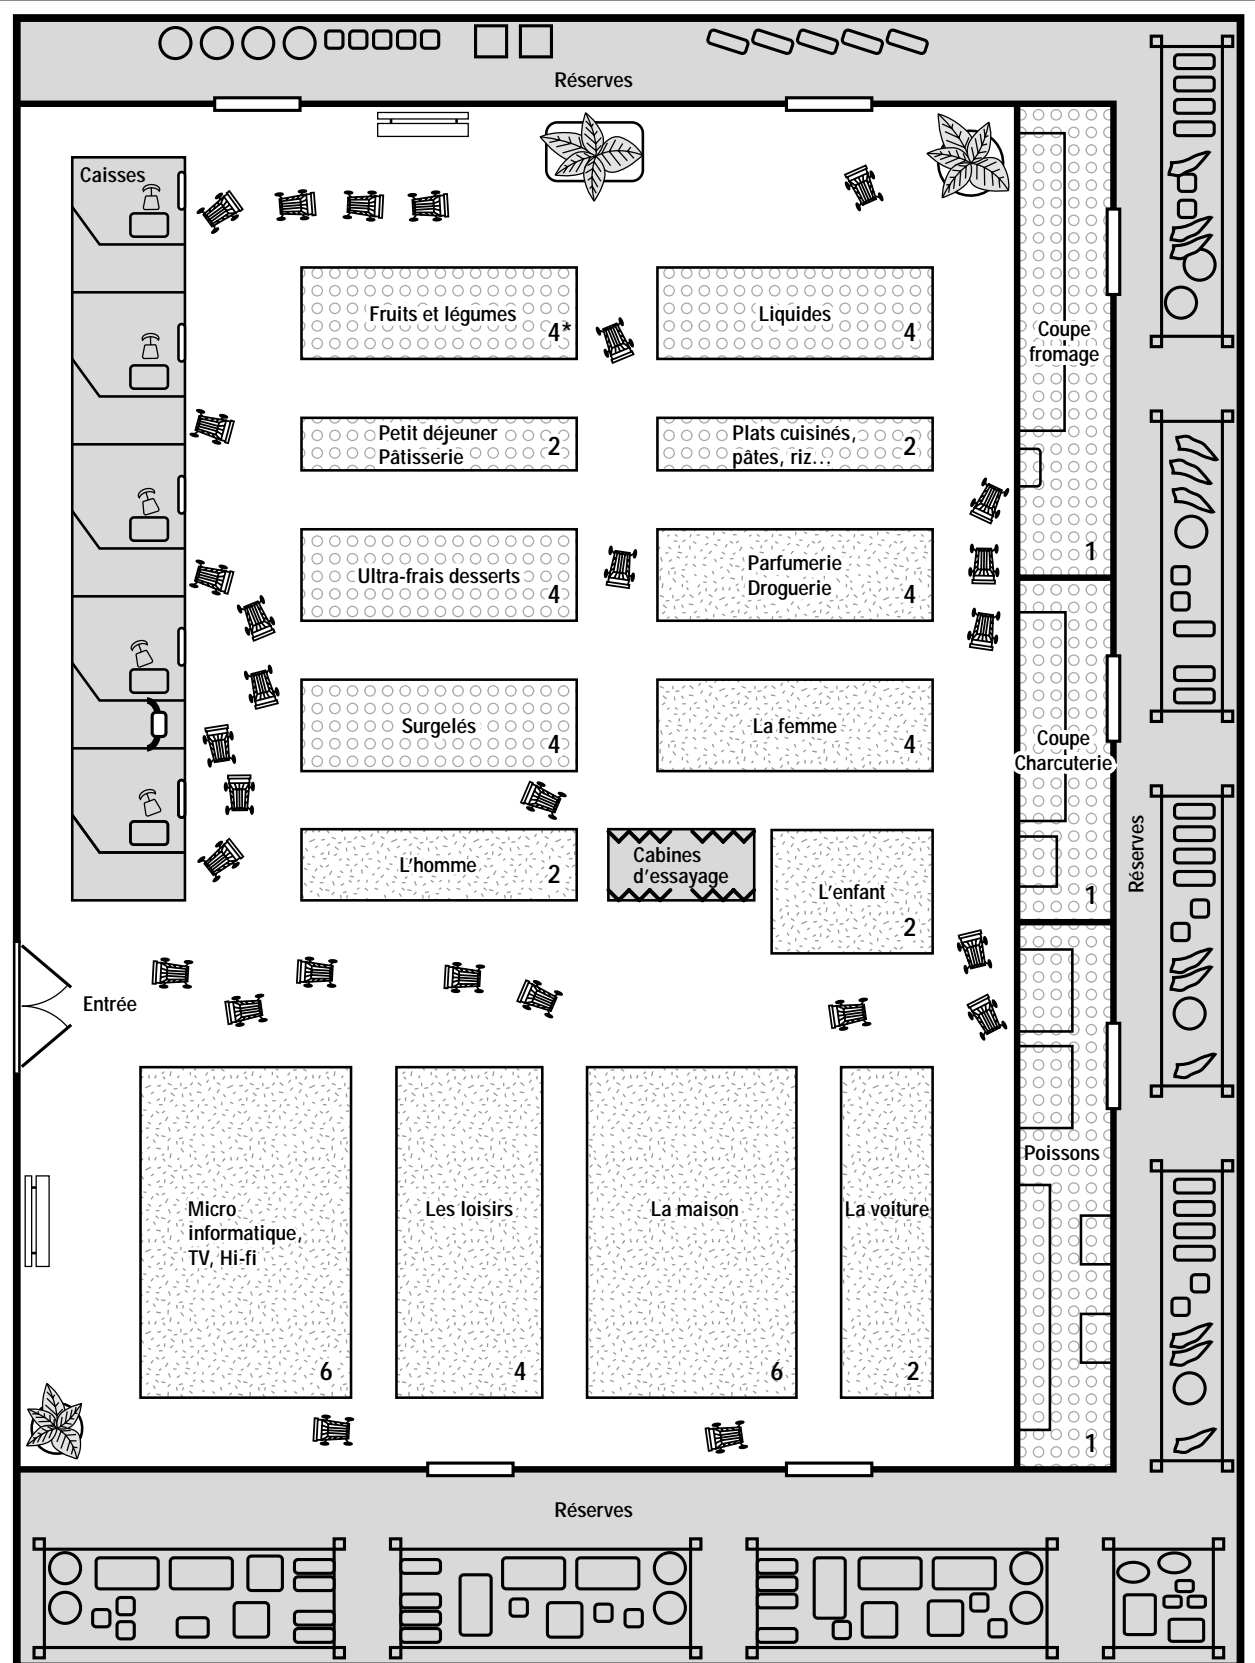 Réserves
Caisses
Fruits et légumes
4*
Liquides
4
Coupe
fromage
1
Petit déjeuner
Pâtisserie
2
Plats cuisinés,
pâtes, riz...
2
Ultra-frais desserts
4
Parfumerie
Droguerie
4
Surgelés
4
La femme
4
Coupe
Charcuterie
1
Réserves
L'homme
2
Cabines
d'essayage
L'enfant
2
Entrée
Poissons
1
Micro
informatique,
TV, Hi-fi
6
Les loisirs
4
La maison
6
La voiture
2
Réserves